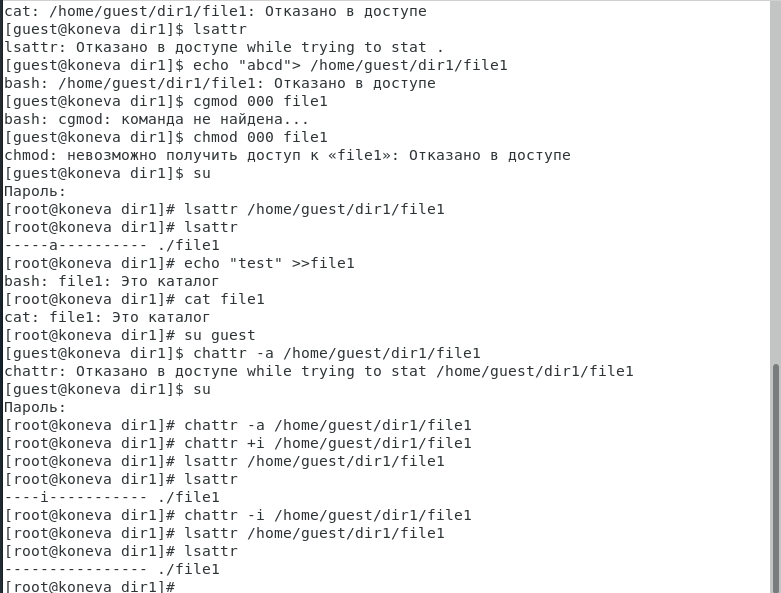 cat: /home/guest/dir1/file1: Отказано в доступе
[guest@koneva dir1]$ lsattr
lsattr: Отказано в доступе while trying to stat .
[guest@koneva dir1]$ echo "abcd"> /home/guest/dir1/file1
bash: /home/guest/dir1/file1: Отказано в доступе
[guest@koneva dir1]$ cgmod 000 file1
bash: cgmod: команда не найдена...
[guest@koneva dir1]$ chmod 000 file1
chmod: невозможно получить доступ к «file1»: Отказано в доступе
[guest@koneva dir1]$ su
Пароль:
[root@koneva dir1]# lsattr /home/guest/dir1/file1
[root@koneva dir1]# lsattr
-----a---------- ./file1
[root@koneva dir1]# echo "test" >>file1
bash: file1: Это каталог
[root@koneva dir1]# cat file1
cat: file1: Это каталог
[root@koneva dir1]# su guest
[guest@koneva dir1]$ chattr -a /home/guest/dir1/file1
chattr: Отказано в доступе while trying to stat /home/guest/dir1/file1
[guest@koneva dir1]$ su
Пароль:
[root@koneva dir1]# chattr -a /home/guest/dir1/file1
[root@koneva dir1]# chattr +i /home/guest/dir1/file1
[root@koneva dir1]# lsattr /home/guest/dir1/file1
[root@koneva dir1]# lsattr
----i----------- ./file1
[root@koneva dir1]# chattr -i /home/guest/dir1/file1
[root@koneva dir1]# lsattr /home/guest/dir1/file1
[root@koneva dir1]# lsattr
---------------- ./file1
[root@koneva dir1]#